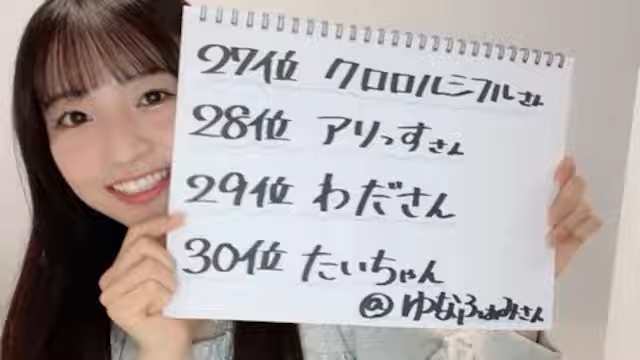 27位 クロロルシフルさん
28位 アリっすさん
29位 わださん
30位 たいちゃん
@ゆなふぁみさん